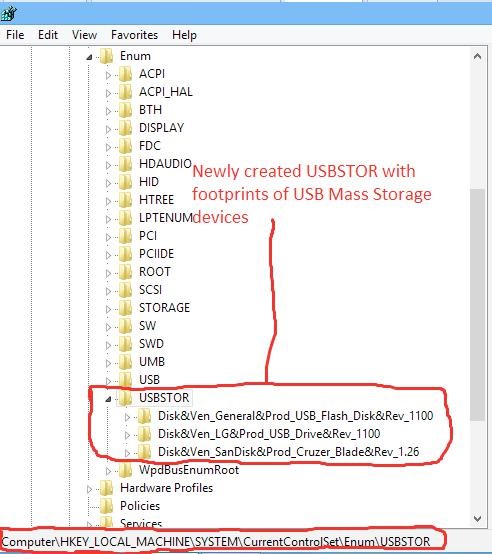 File Edit View Favorites Help
Enum
ACPI
ACPI_HAL
BTH
DISPLAY
FDC
HDAUDIO
HID
HTREE
LPTENUM
PCI
PCIIDE
ROOT
SCSI
STORAGE
SW
SWD
UMB
USB
USBSTOR
Disk&Ven_General&Prod_USB_Flash_Disk&Rev_1100
Disk&Ven_LG&Prod_USB_Drive&Rev_1100
Disk&Ven_SanDisk&Prod_Cruzer_Blade&Rev_1.26
WpdBusEnumRoot
Hardware Profiles
Policies
Services
Newly created USBSTOR with
footprints of USB Mass Storage
devices
Computer\HKEY_LOCAL_MACHINE\SYSTEM\CurrentControlSet\Enum\USBSTOR